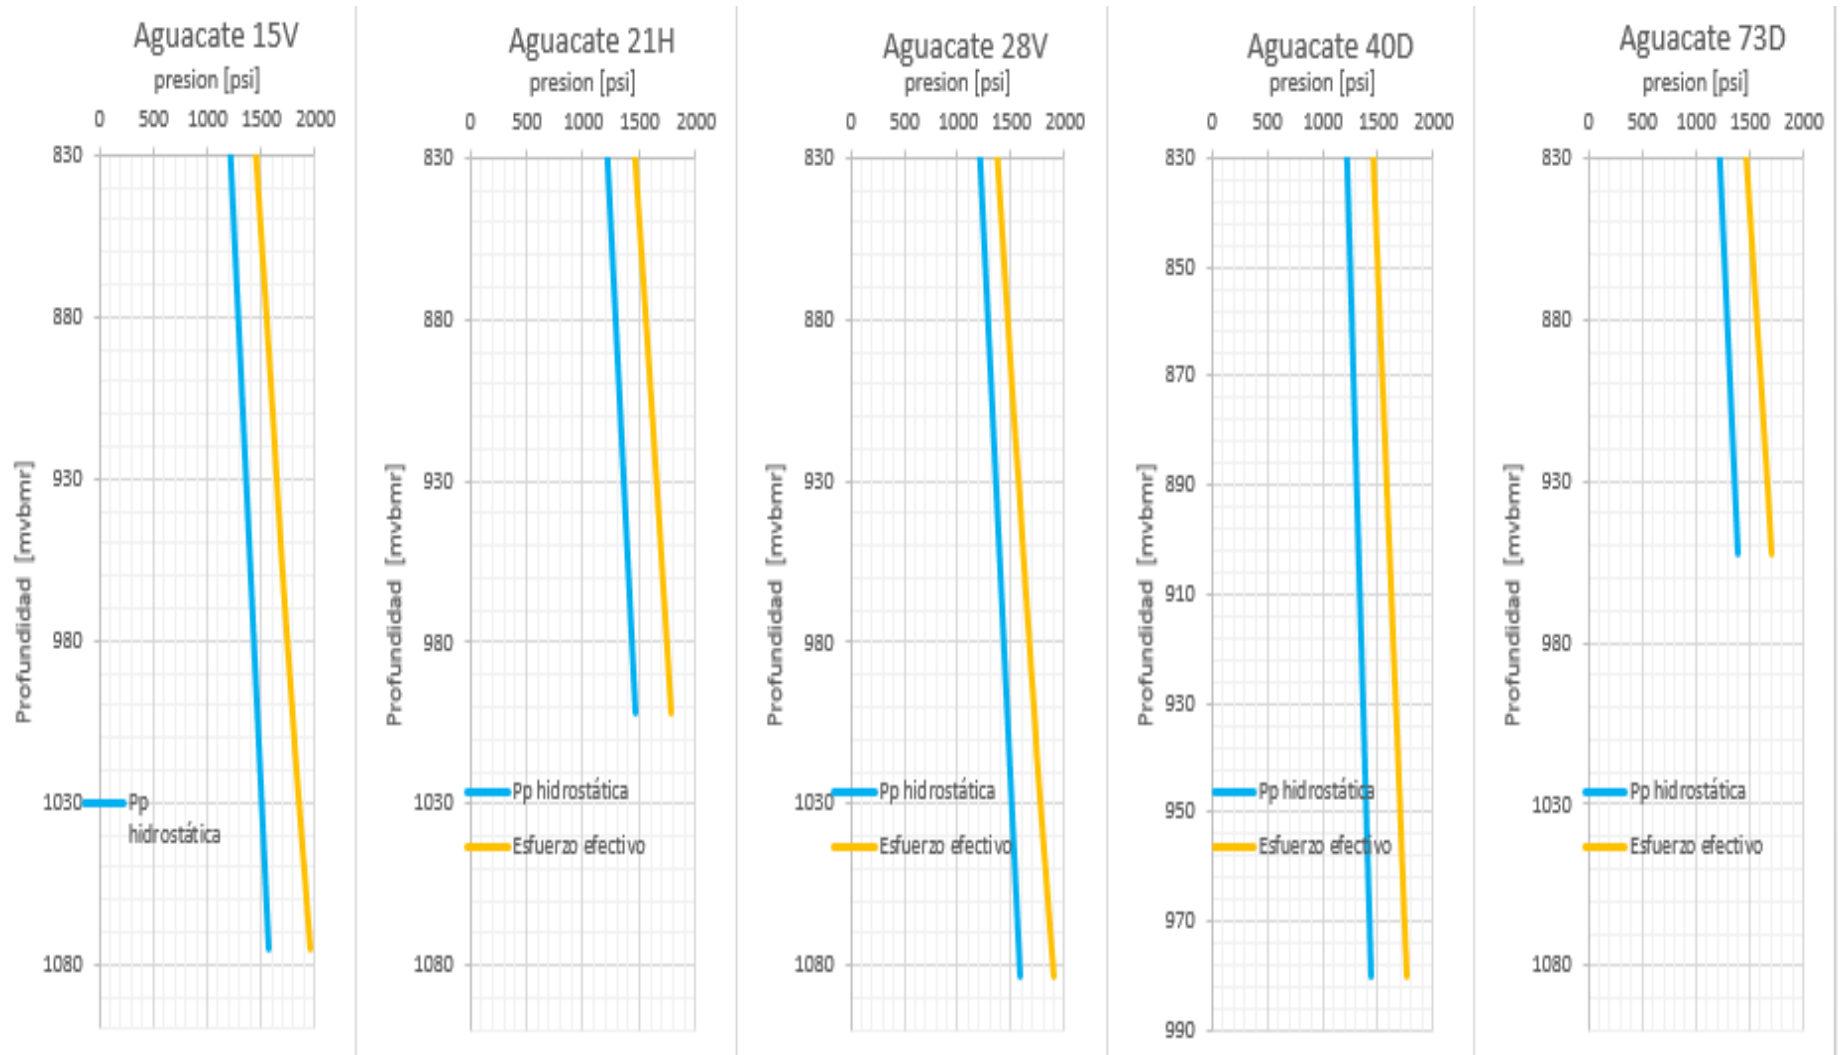 Aguacate 15V
presion [psi]
0 500 1000 1500 2000
830
880
930
980
1030
1080
Profundidad [mvbmr]
Pp
hidrostática
Aguacate 21H
presion [psi]
0 500 1000 1500 2000
830
880
930
980
1030
1080
Profundidad [mvbmr]
Pp hidrostática
Esfuerzo efectivo
Aguacate 28V
presion [psi]
0 500 1000 1500 2000
830
880
930
980
1030
1080
Profundidad [mvbmr]
Pp hidrostática
Esfuerzo efectivo
Aguacate 40D
presion [psi]
0 500 1000 1500 2000
830
850
870
890
910
930
950
970
990
Profundidad [mvbmr]
Pp hidrostática
Esfuerzo efectivo
Aguacate 73D
presion [psi]
0 500 1000 1500 2000
830
880
930
980
1030
1080
Profundidad [mvbmr]
Pp hidrostática
Esfuerzo efectivo